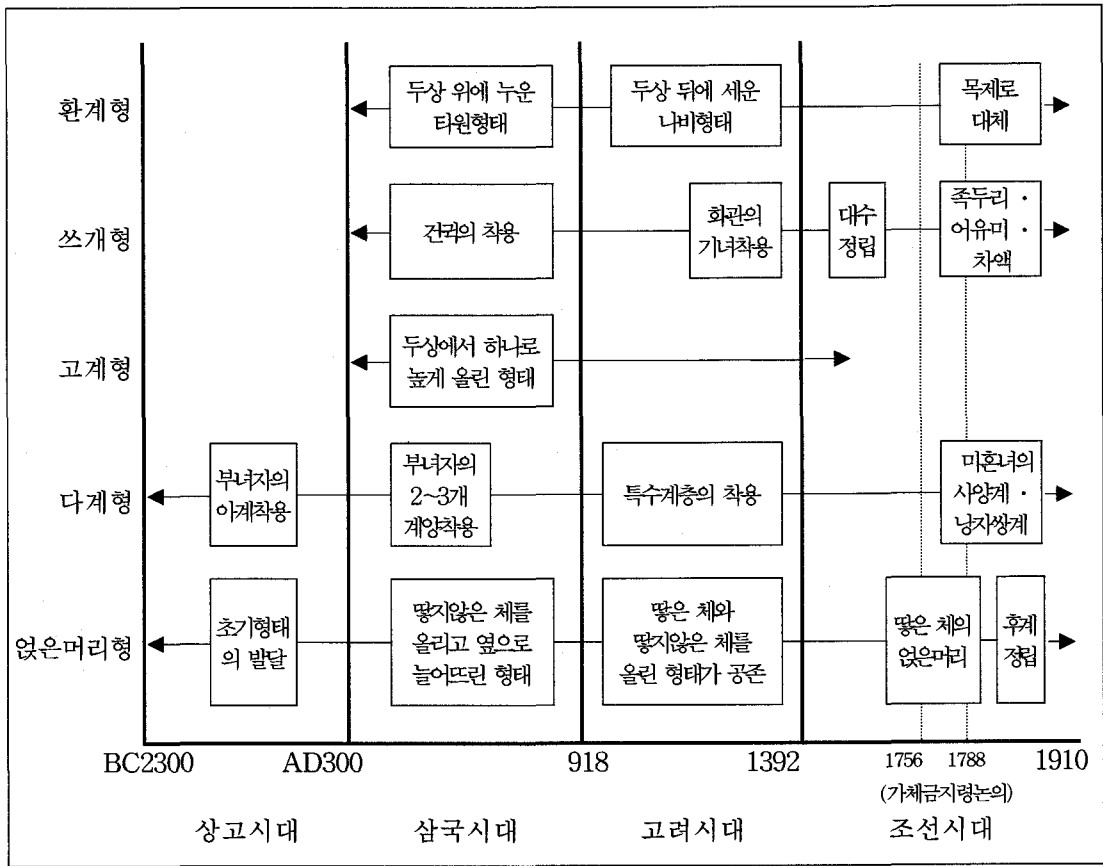 환계형
두상 위에 누운
타원형태
두상 뒤에 세운
나비형태
목제로
대체
쓰개형
건귁의 착용
화관의
기녀착용
대수
정립
족두리 ·
어유미 ·
차액
고계형
두상에서 하나로
높게 올린 형태
다계형
부녀자의
아계착용
부녀자의
2~3개
계양착용
특수계층의 착용
미혼녀의
사양계 ·
낭자쌍계
얹은머리형
초기형태
의 발달
땋지않은 체를
올리고 옆으로
늘어뜨린 형태
땋은 체와
땋지않은 체를
올린 형태가 공존
땋은 체의
얹은머리
후계
정립
BC2300
AD300
918
1392
1756
1788
1910
(가체금지령논의)
상고시대
삼국시대
고려시대
조선시대